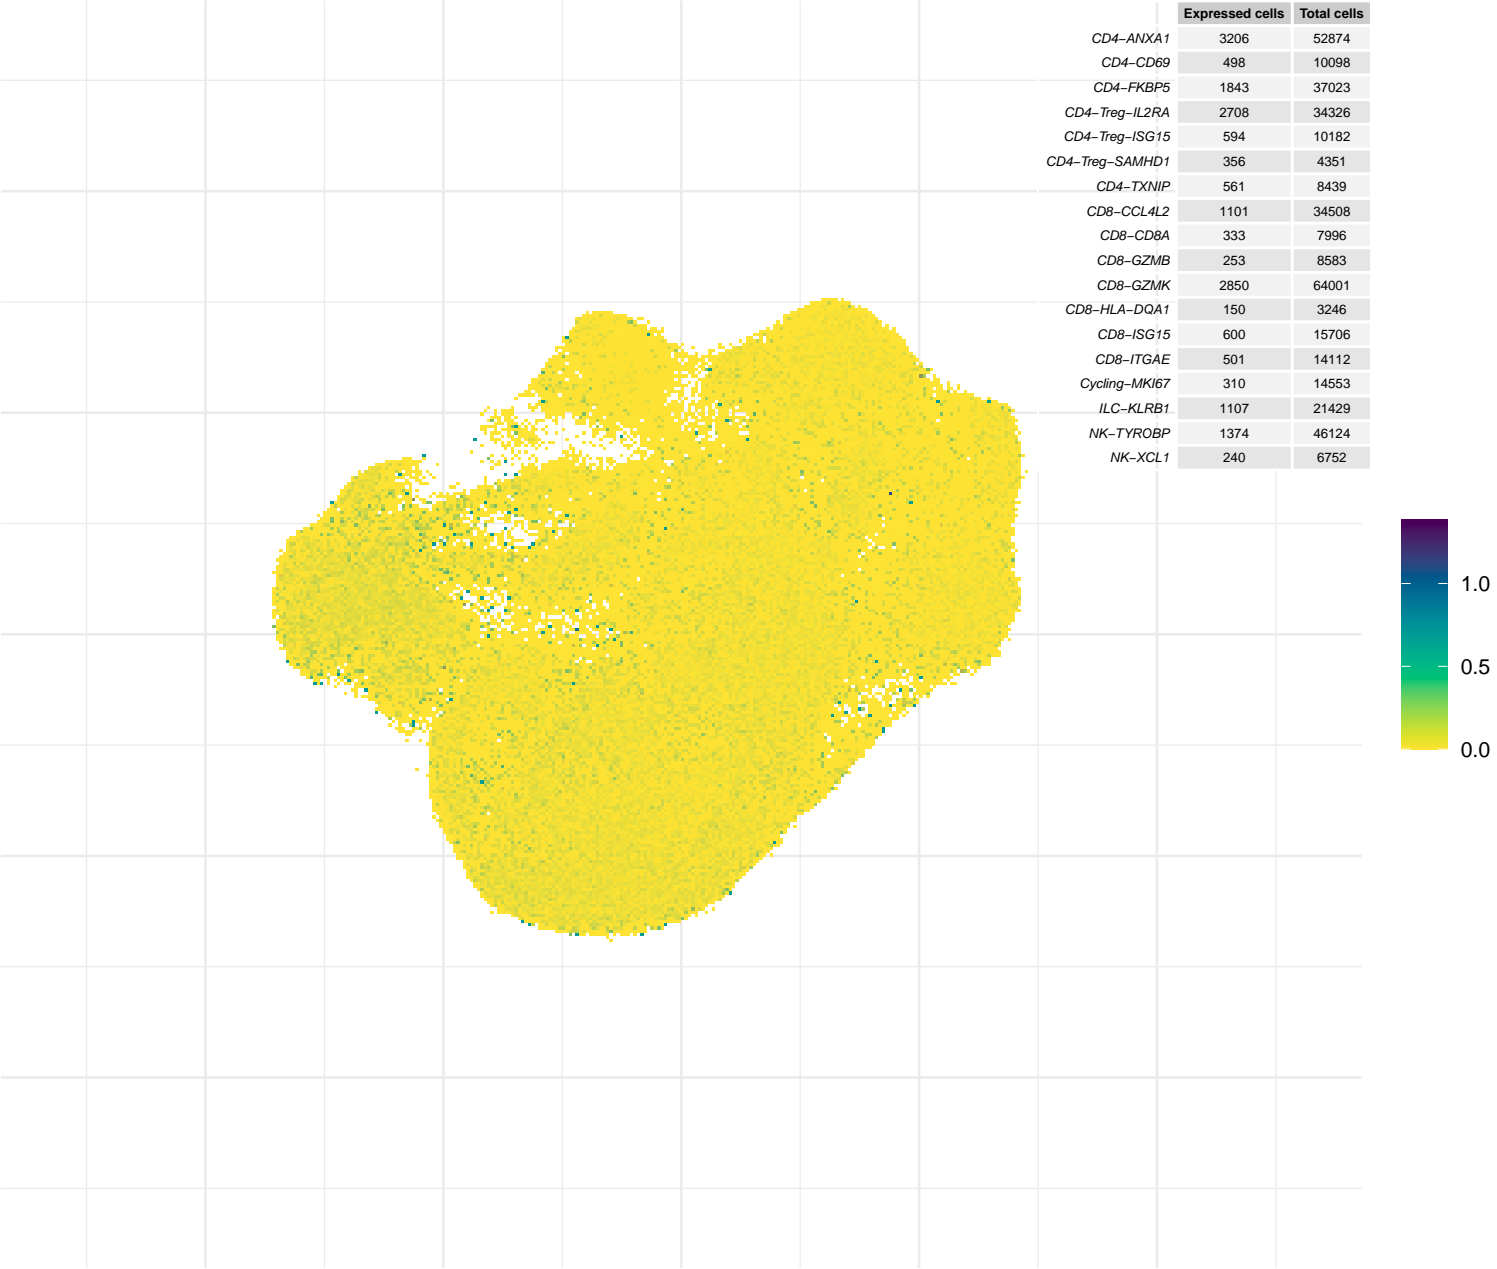 Expressed cells Total cells
CD4−ANXA1 3206 52874
CD4−CD69 498 10098
CD4−FKBP5 1843 37023
CD4−Treg−IL2RA 2708 34326
CD4−Treg−ISG15 594 10182
CD4−Treg−SAMHD1 356 4351
CD4−TXNIP 561 8439
CD8−CCL4L2 1101 34508
CD8−CD8A 333 7996
CD8−GZMB 253 8583
CD8−GZMK 2850 64001
CD8−HLA−DQA1 150 3246
CD8−ISG15 600 15706
CD8−ITGAE 501 14112
Cycling−MKI67 310 14553
ILC−KLRB1 1107 21429
NK−TYROBP 1374 46124
NK−XCL1 240 6752
1.0
0.5
0.0